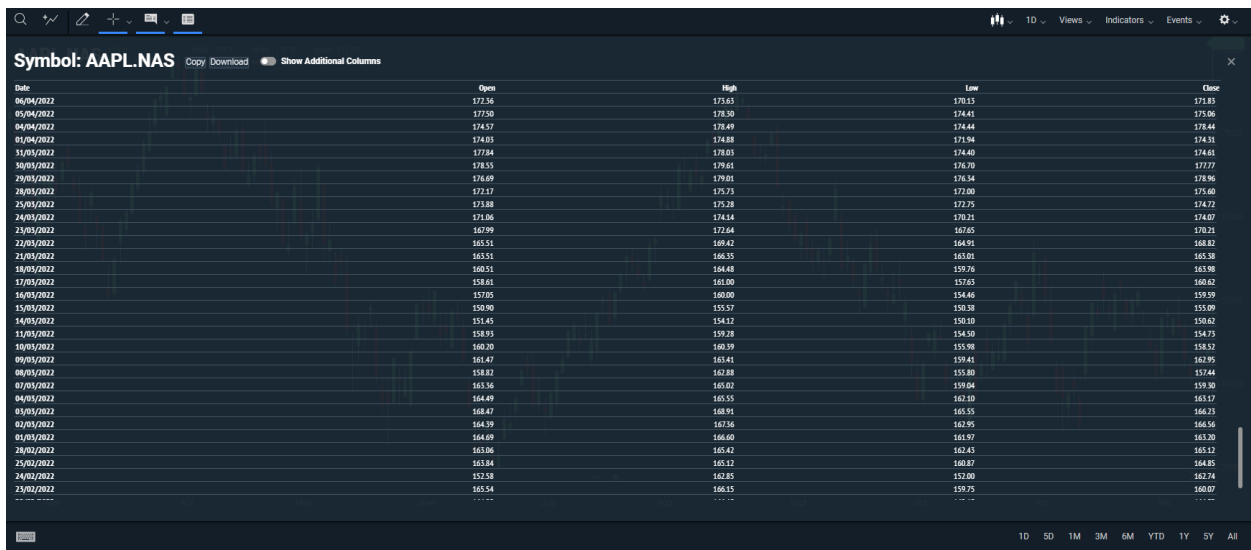 1D Views Indicators Events
Symbol: AAPL.NAS Copy Download Show Additional Columns
Date Open High Low Close
06/04/2022 172.36 173.63 170.13 171.83
05/04/2022 177.50 178.30 174.41 175.06
04/04/2022 174.57 178.49 174.44 178.44
01/04/2022 174.03 174.88 171.94 174.31
31/03/2022 177.84 178.03 174.40 174.61
30/03/2022 178.55 179.61 176.70 177.77
29/03/2022 176.69 179.01 176.34 178.96
28/03/2022 172.17 175.73 172.00 175.60
25/03/2022 173.88 175.28 172.75 174.72
24/03/2022 171.06 174.14 170.21 174.07
23/03/2022 167.99 172.64 167.65 170.21
22/03/2022 165.51 169.42 164.91 168.82
21/03/2022 163.51 166.35 163.01 165.38
18/03/2022 160.51 164.48 159.76 163.98
17/03/2022 158.61 161.00 157.63 160.62
16/03/2022 157.05 160.00 154.46 159.59
15/03/2022 150.90 155.57 150.38 155.09
14/03/2022 151.45 154.12 150.10 150.62
11/03/2022 158.93 159.28 154.50 154.73
10/03/2022 160.20 160.39 155.98 158.52
09/03/2022 161.47 163.41 159.41 162.95
08/03/2022 158.82 162.88 155.80 157.44
07/03/2022 163.36 165.02 159.04 159.30
04/03/2022 164.49 165.55 162.10 163.17
03/03/2022 168.47 168.91 165.55 166.23
02/03/2022 164.39 167.36 162.95 166.56
01/03/2022 164.69 166.60 161.97 163.20
28/02/2022 163.06 165.42 162.43 165.12
25/02/2022 163.84 165.12 160.87 164.85
24/02/2022 152.58 162.85 152.00 162.74
23/02/2022 165.54 166.15 159.75 160.07
1D 5D 1M 3M 6M YTD 1Y 5Y All